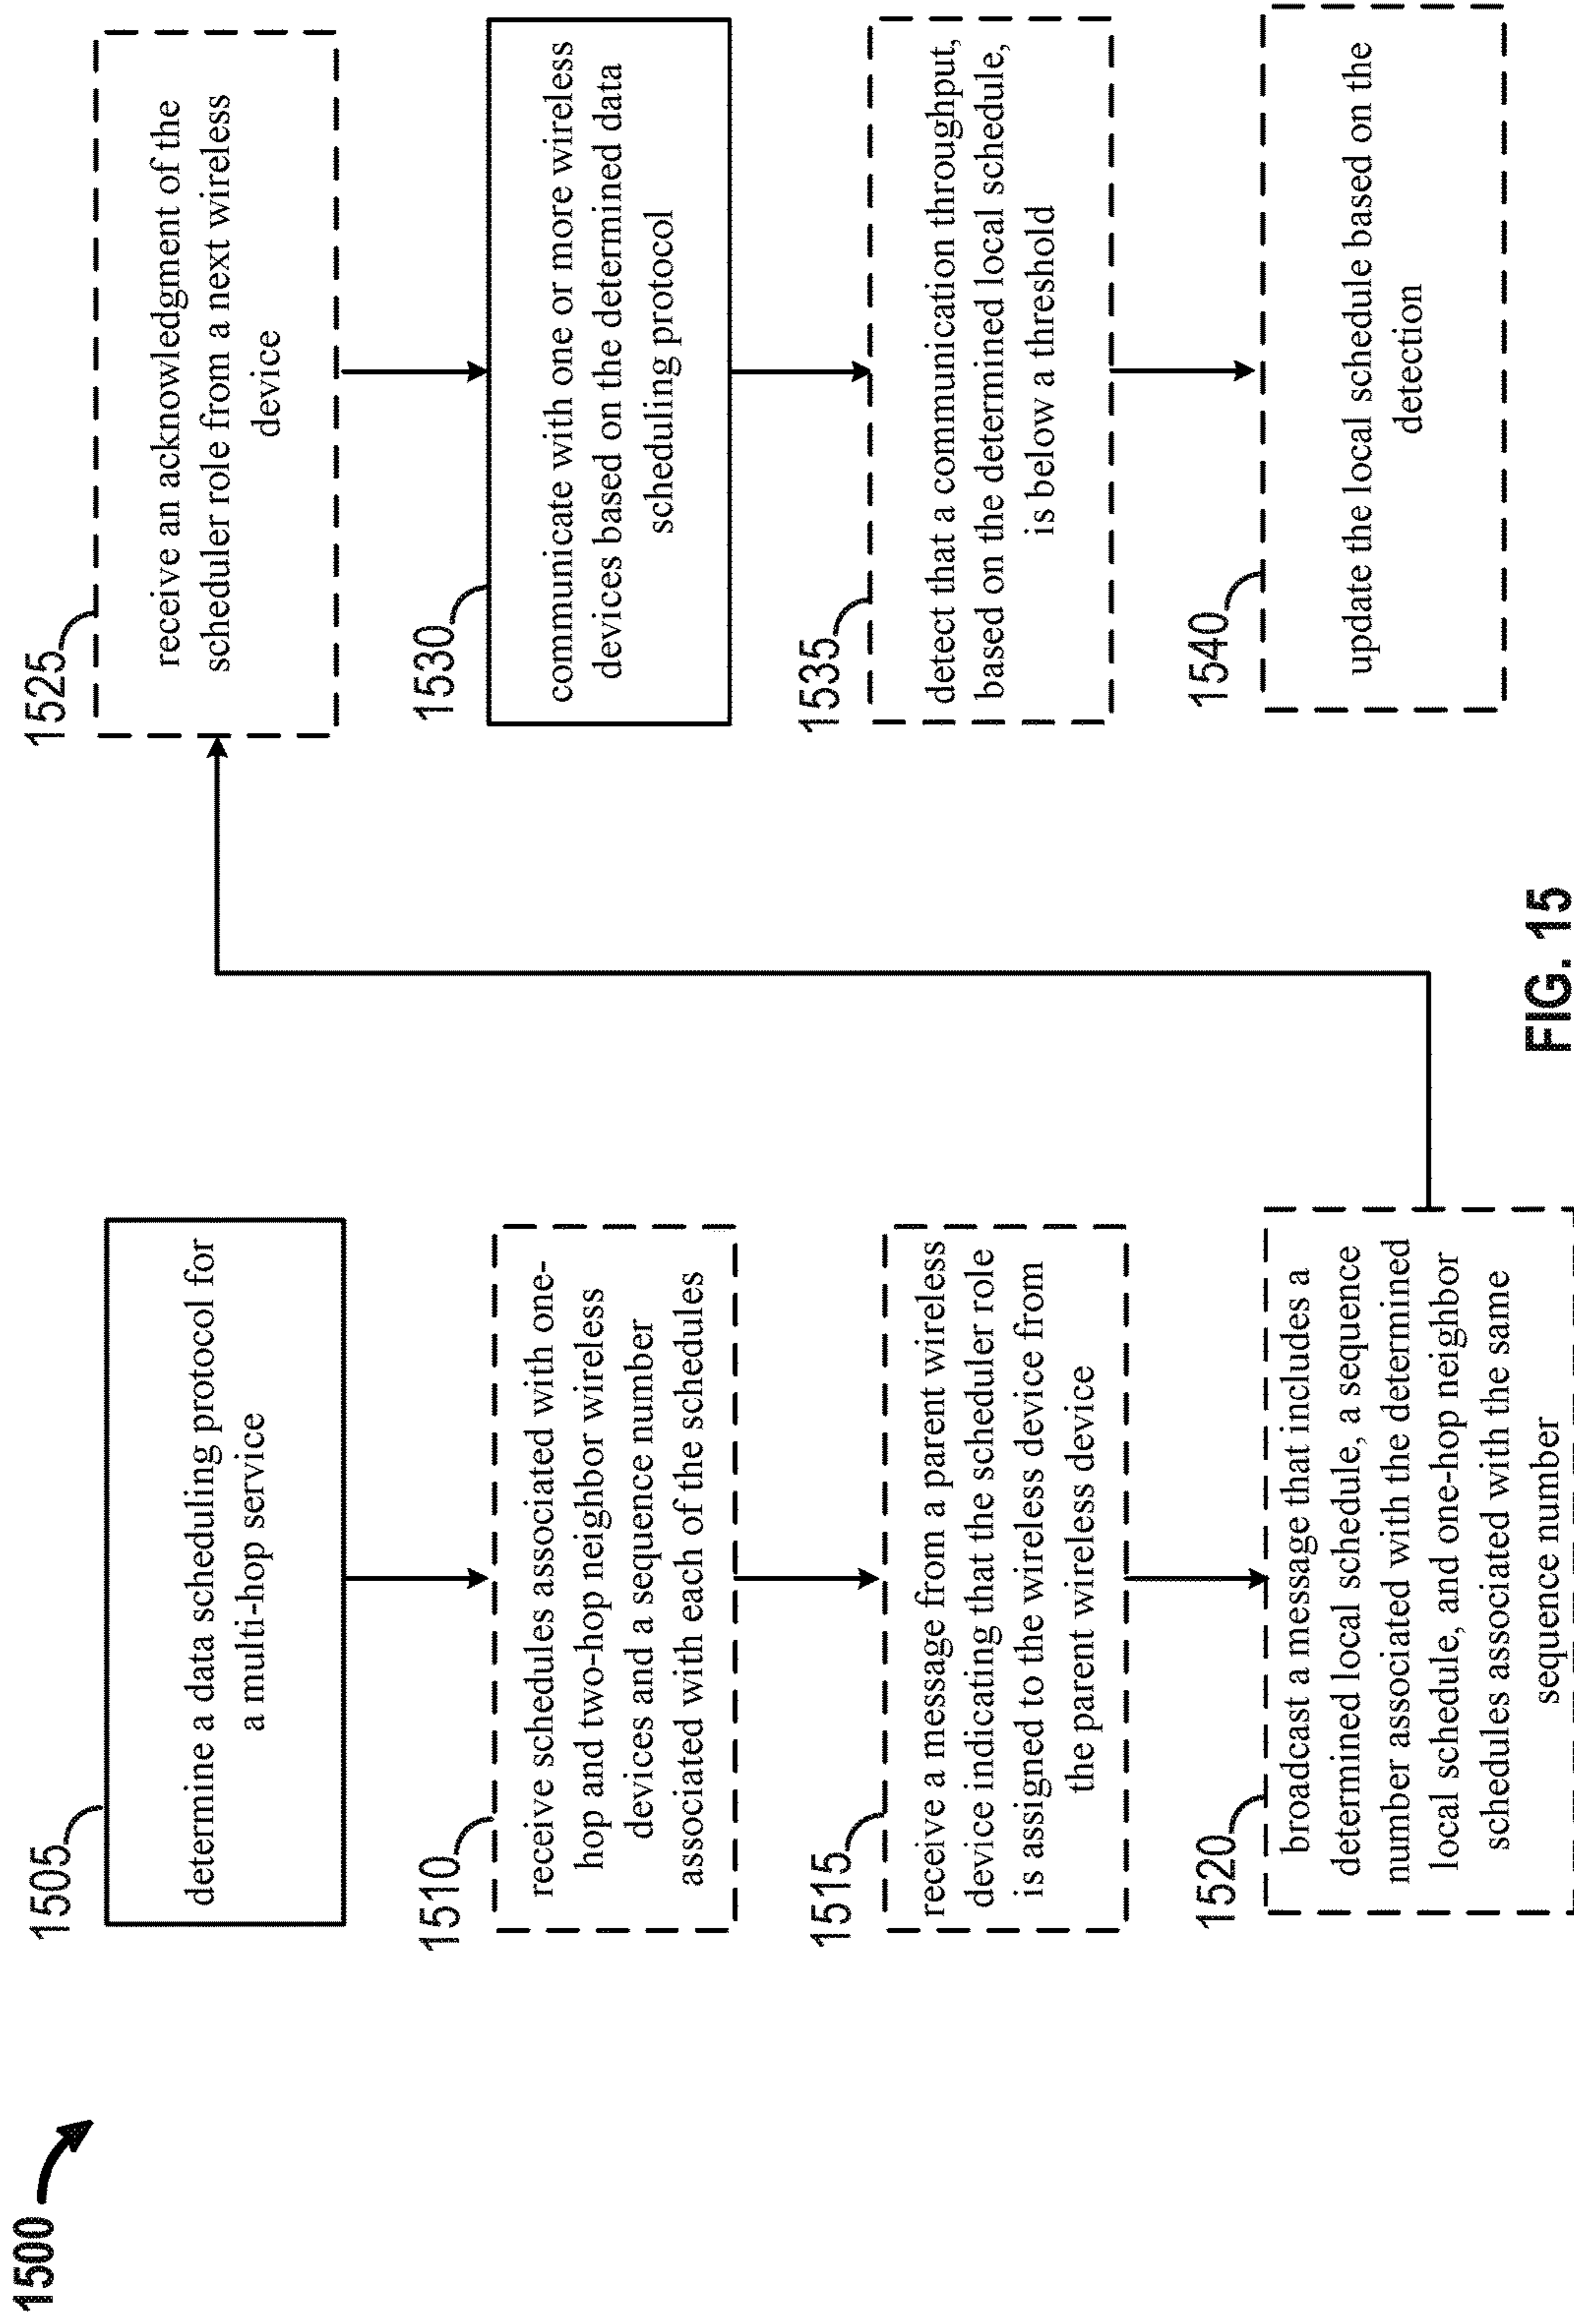 1500
1505
determine a data scheduling protocol for
a multi-hop service
1510
receive schedules associated with one-
hop and two-hop neighbor wireless
devices and a sequence number
associated with each of the schedules
1515
receive a message from a parent wireless
device indicating that the scheduler role
is assigned to the wireless device from
the parent wireless device
1520
broadcast a message that includes a
determined local schedule, a sequence
number associated with the determined
local schedule, and one-hop neighbor
schedules associated with the same
sequence number
1525
receive an acknowledgment of the
scheduler role from a next wireless
device
1530
communicate with one or more wireless
devices based on the determined data
scheduling protocol
1535
detect that a communication throughput,
based on the determined local schedule,
is below a threshold
1540
update the local schedule based on the
detection
FIG. 15